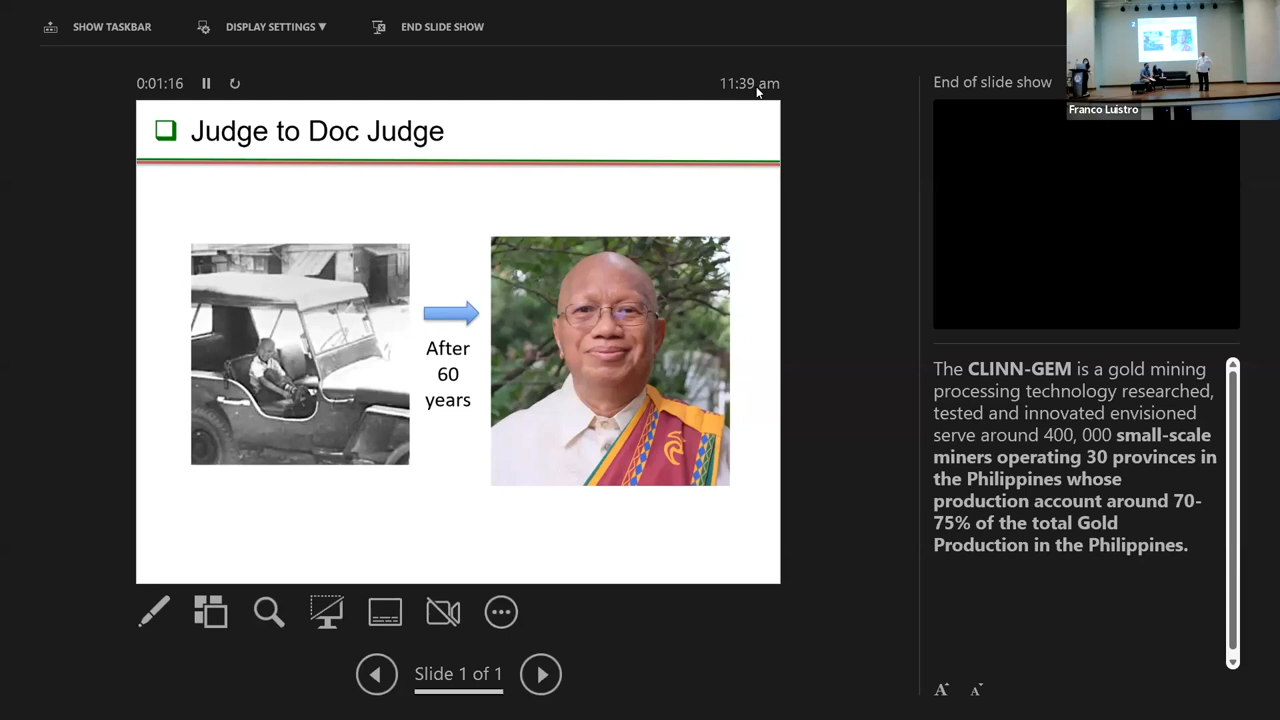 SHOW TASKBAR
DISPLAY SETTINGS ▼
END SLIDE SHOW
0:01:16
11:39 am
End of slide show
Franco Luistro
Judge to Doc Judge
After
60
years
The CLINN-GEM is a gold mining
processing technology researched,
tested and innovated envisioned
serve around 400, 000 small-scale
miners operating 30 provinces in
the Philippines whose
production account around 70-
75% of the total Gold
Production in the Philippines.
Slide 1 of 1
A A